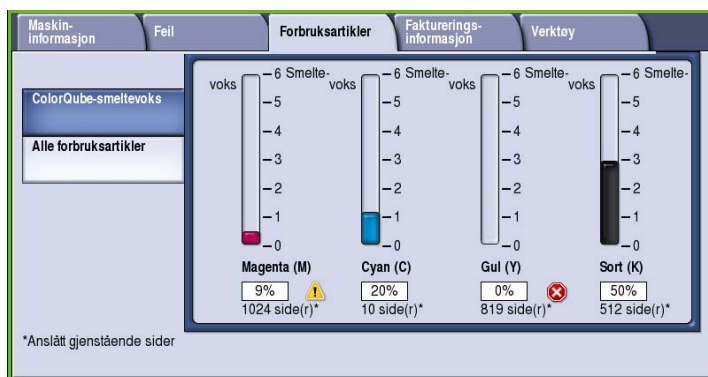 Maskin-
informasjon
Feil
Forbruksartikler
Fakturerings-
informasjon
Verktøy
ColorQube-smeltevoks
Alle forbruksartikler
voks
6 Smelte-
5
4
3
2
1
0
Magenta (M)
9%
1024 side(r)*
voks
6 Smelte-
5
4
3
2
1
0
Cyan (C)
20%
10 side(r)*
voks
6 Smelte-
5
4
3
2
1
0
Gul (Y)
0%
819 side(r)*
voks
6 Smelte-
5
4
3
2
1
0
Sort (K)
50%
512 side(r)*
*Anslått gjenstående sider